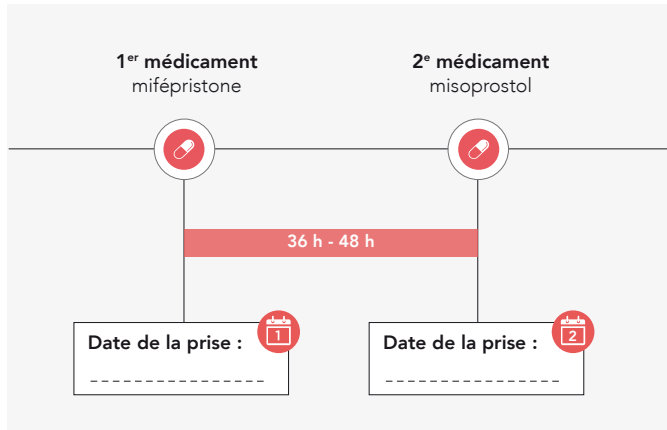 1er médicament
mifépristone
2e médicament
misoprostol
36 h - 48 h
1
Date de la prise :
2
Date de la prise :